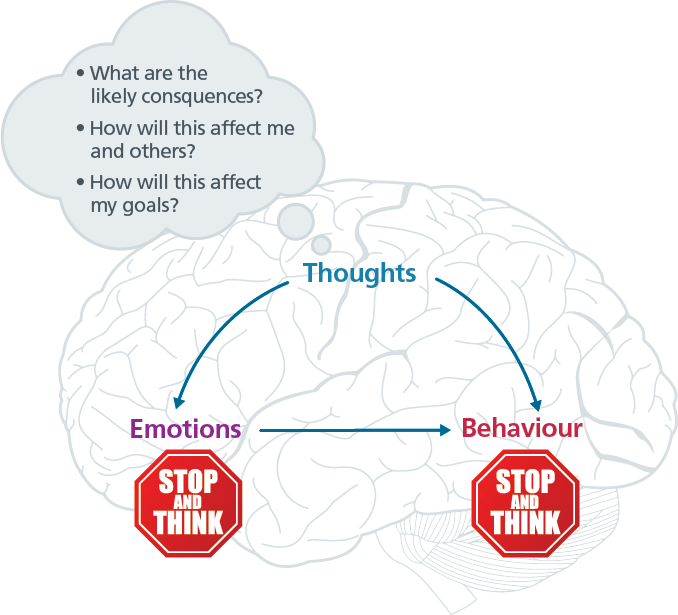 • What are the
likely consquences?
• How will this affect me
and others?
• How will this affect
my goals?
Thoughts
Emotions
Behaviour
STOP
AND
THINK
STOP
AND
THINK